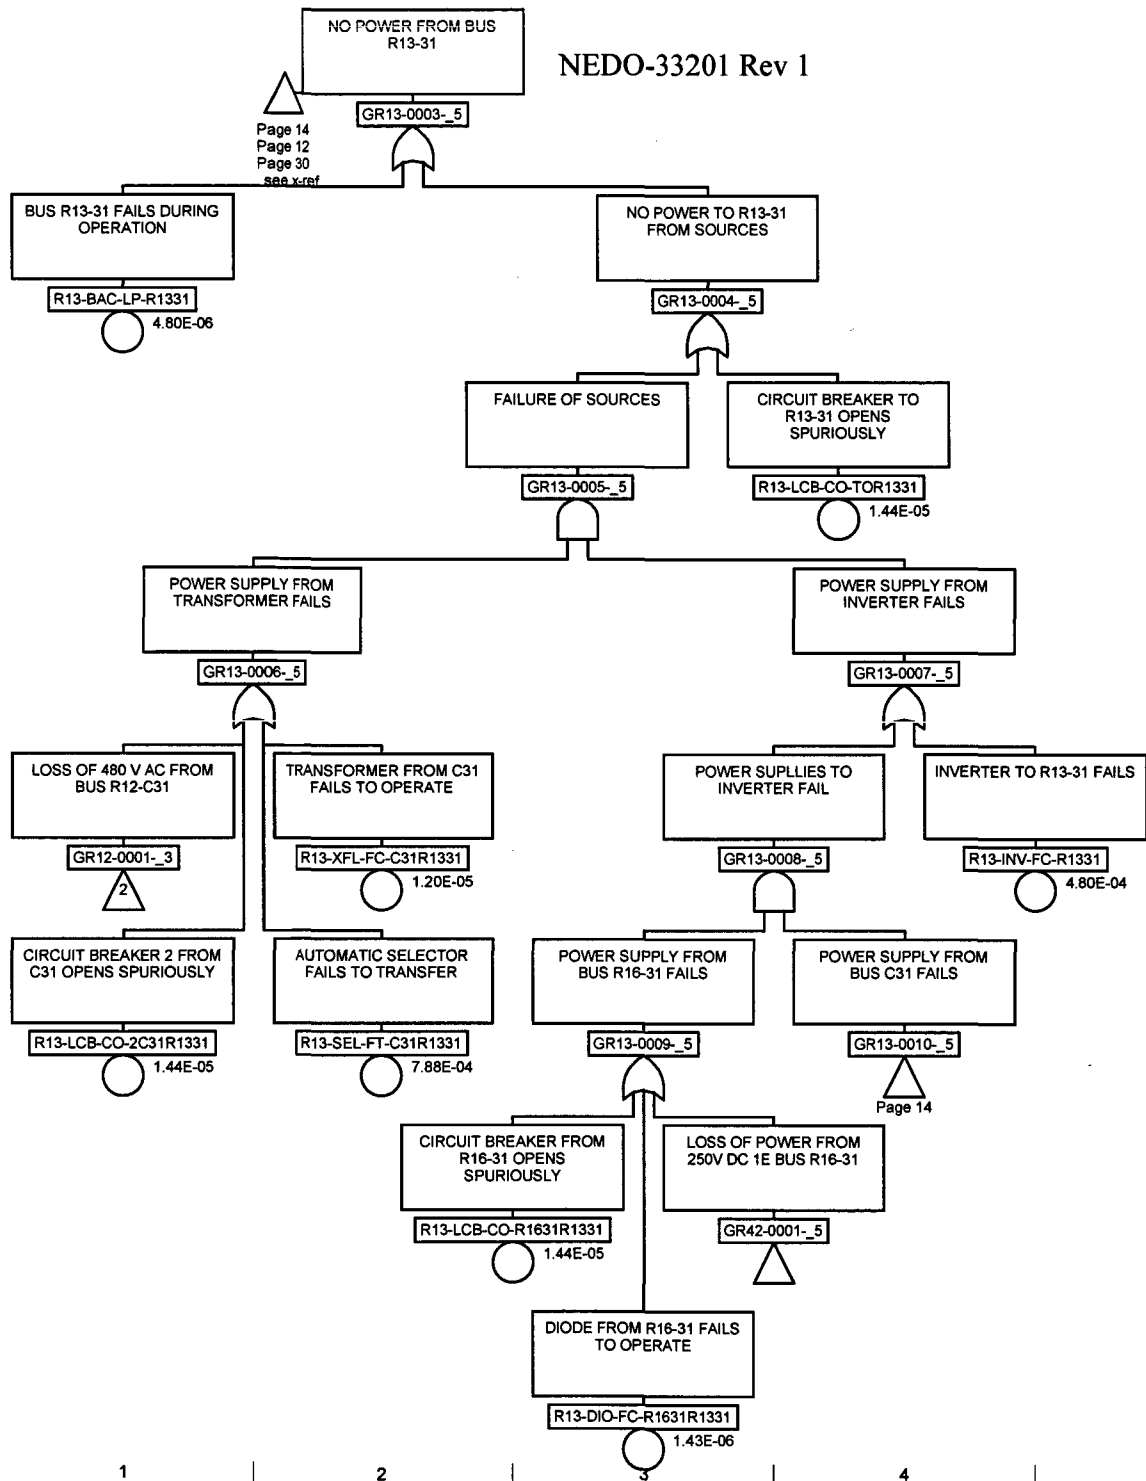 NO POWER FROM BUS
R13-31
NEDO-33201 Rev 1
GR13-0003-_5
Page 14
Page 12
Page 30
see x-ref
BUS R13-31 FAILS DURING
OPERATION
R13-BAC-LP-R1331
4.80E-06
NO POWER TO R13-31
FROM SOURCES
GR13-0004-_5
FAILURE OF SOURCES
GR13-0005-_5
CIRCUIT BREAKER TO
R13-31 OPENS
SPURIOUSLY
R13-LCB-CO-TOR1331
1.44E-05
POWER SUPPLY FROM
TRANSFORMER FAILS
GR13-0006-_5
POWER SUPPLY FROM
INVERTER FAILS
GR13-0007-_5
LOSS OF 480 V AC FROM
BUS R12-C31
GR12-0001-_3
2
TRANSFORMER FROM C31
FAILS TO OPERATE
R13-XFL-FC-C31R1331
1.20E-05
POWER SUPLLIES TO
INVERTER FAIL
GR13-0008-_5
INVERTER TO R13-31 FAILS
R13-INV-FC-R1331
4.80E-04
CIRCUIT BREAKER 2 FROM
C31 OPENS SPURIOUSLY
R13-LCB-CO-2C31R1331
1.44E-05
AUTOMATIC SELECTOR
FAILS TO TRANSFER
R13-SEL-FT-C31R1331
7.88E-04
POWER SUPPLY FROM
BUS R16-31 FAILS
GR13-0009-_5
POWER SUPPLY FROM
BUS C31 FAILS
GR13-0010-_5
Page 14
CIRCUIT BREAKER FROM
R16-31 OPENS
SPURIOUSLY
R13-LCB-CO-R1631R1331
1.44E-05
LOSS OF POWER FROM
250V DC 1E BUS R16-31
GR42-0001-_5
DIODE FROM R16-31 FAILS
TO OPERATE
R13-DIO-FC-R1631R1331
1.43E-06
1 2 3 4